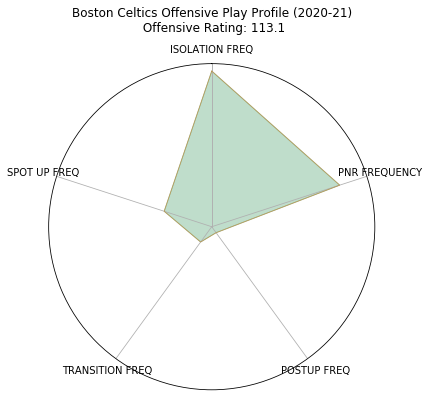 Boston Celtics Offensive Play Profile (2020-21)
Offensive Rating: 113.1
ISOLATION FREQ
SPOT UP FREQ
PNR FREQUENCY
TRANSITION FREQ
POSTUP FREQ